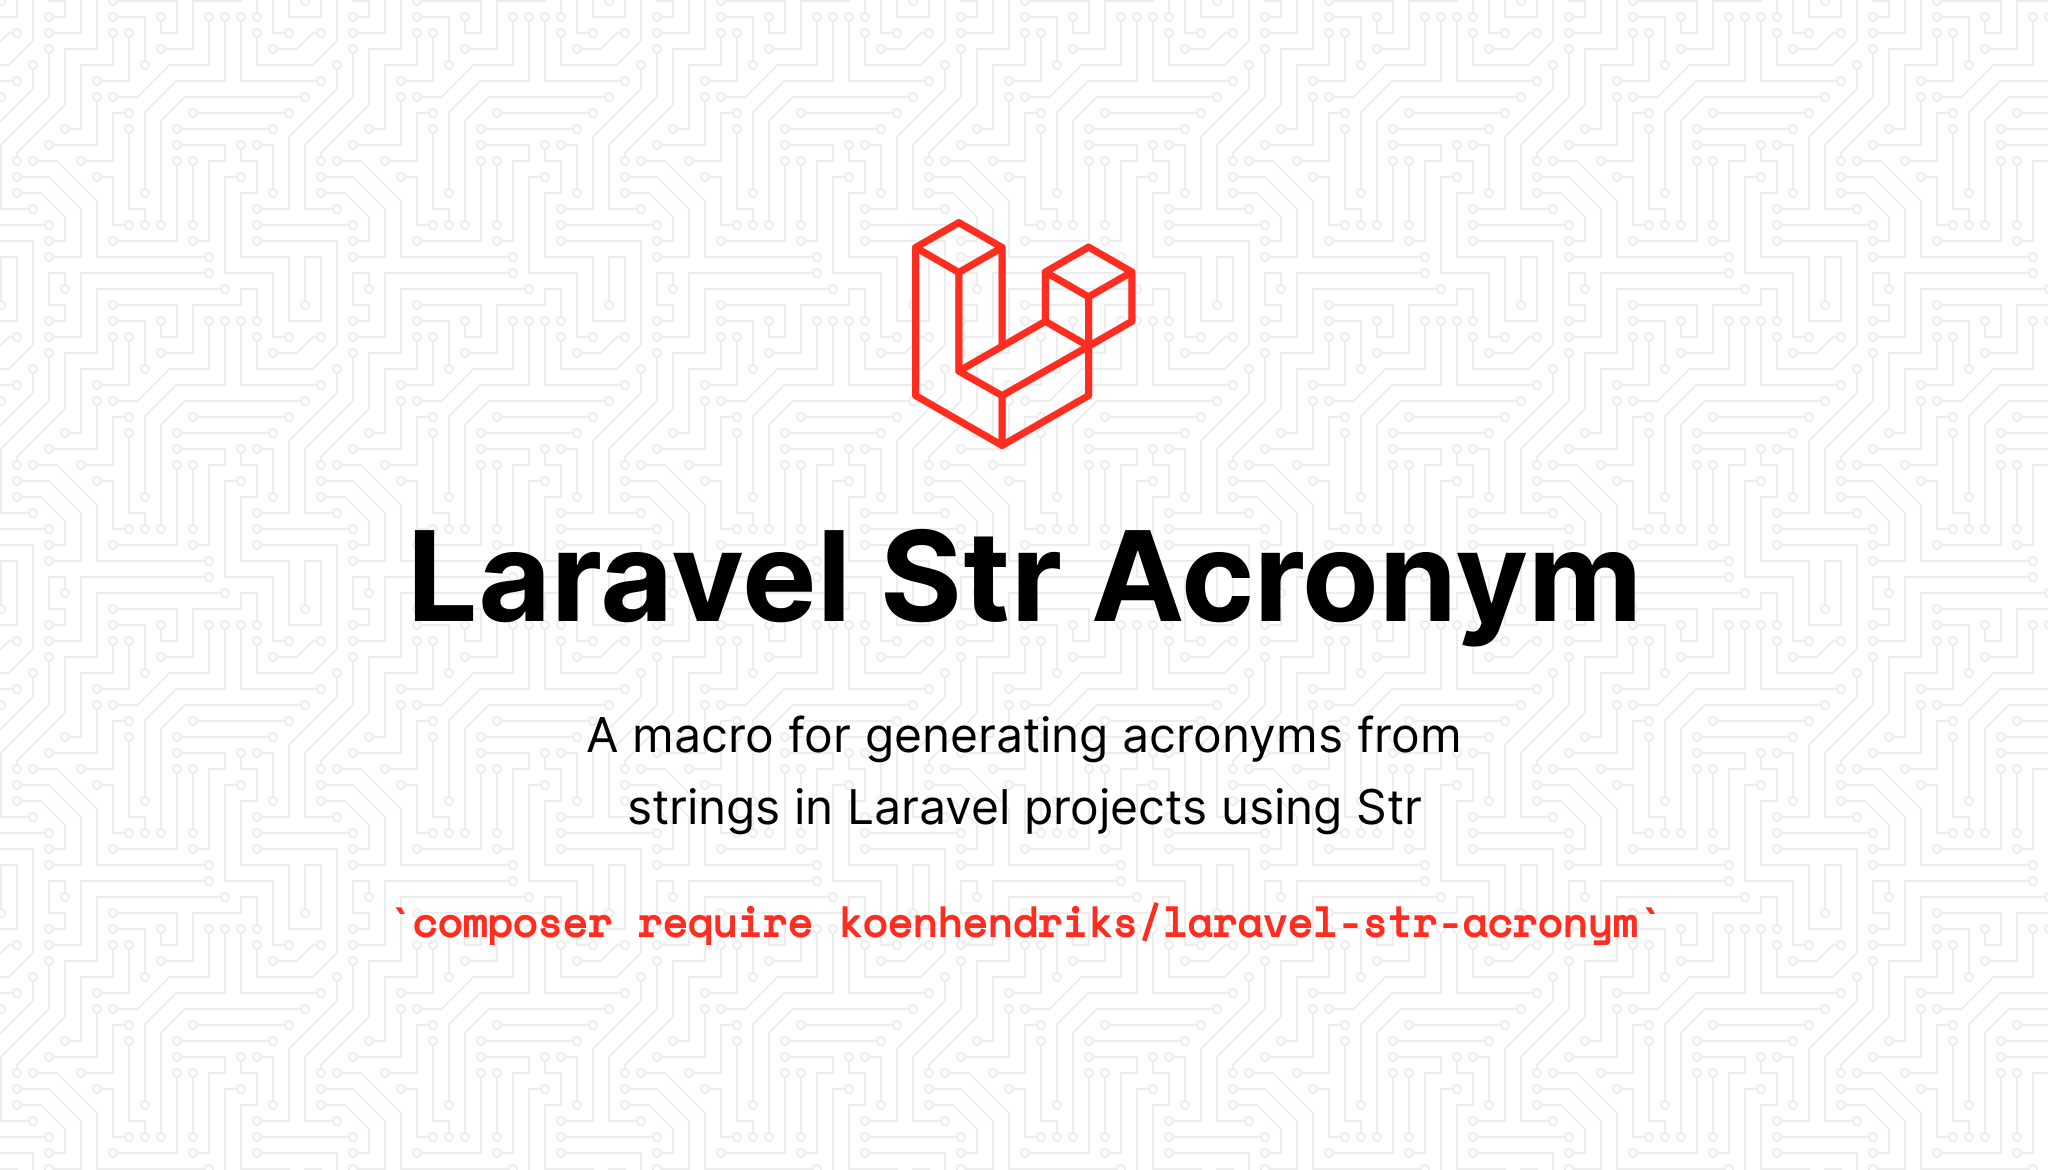 Laravel Str Acronym
A macro for generating acronyms from
strings in Laravel projects using Str
`composer require koenhendriks/laravel-str-acronym`